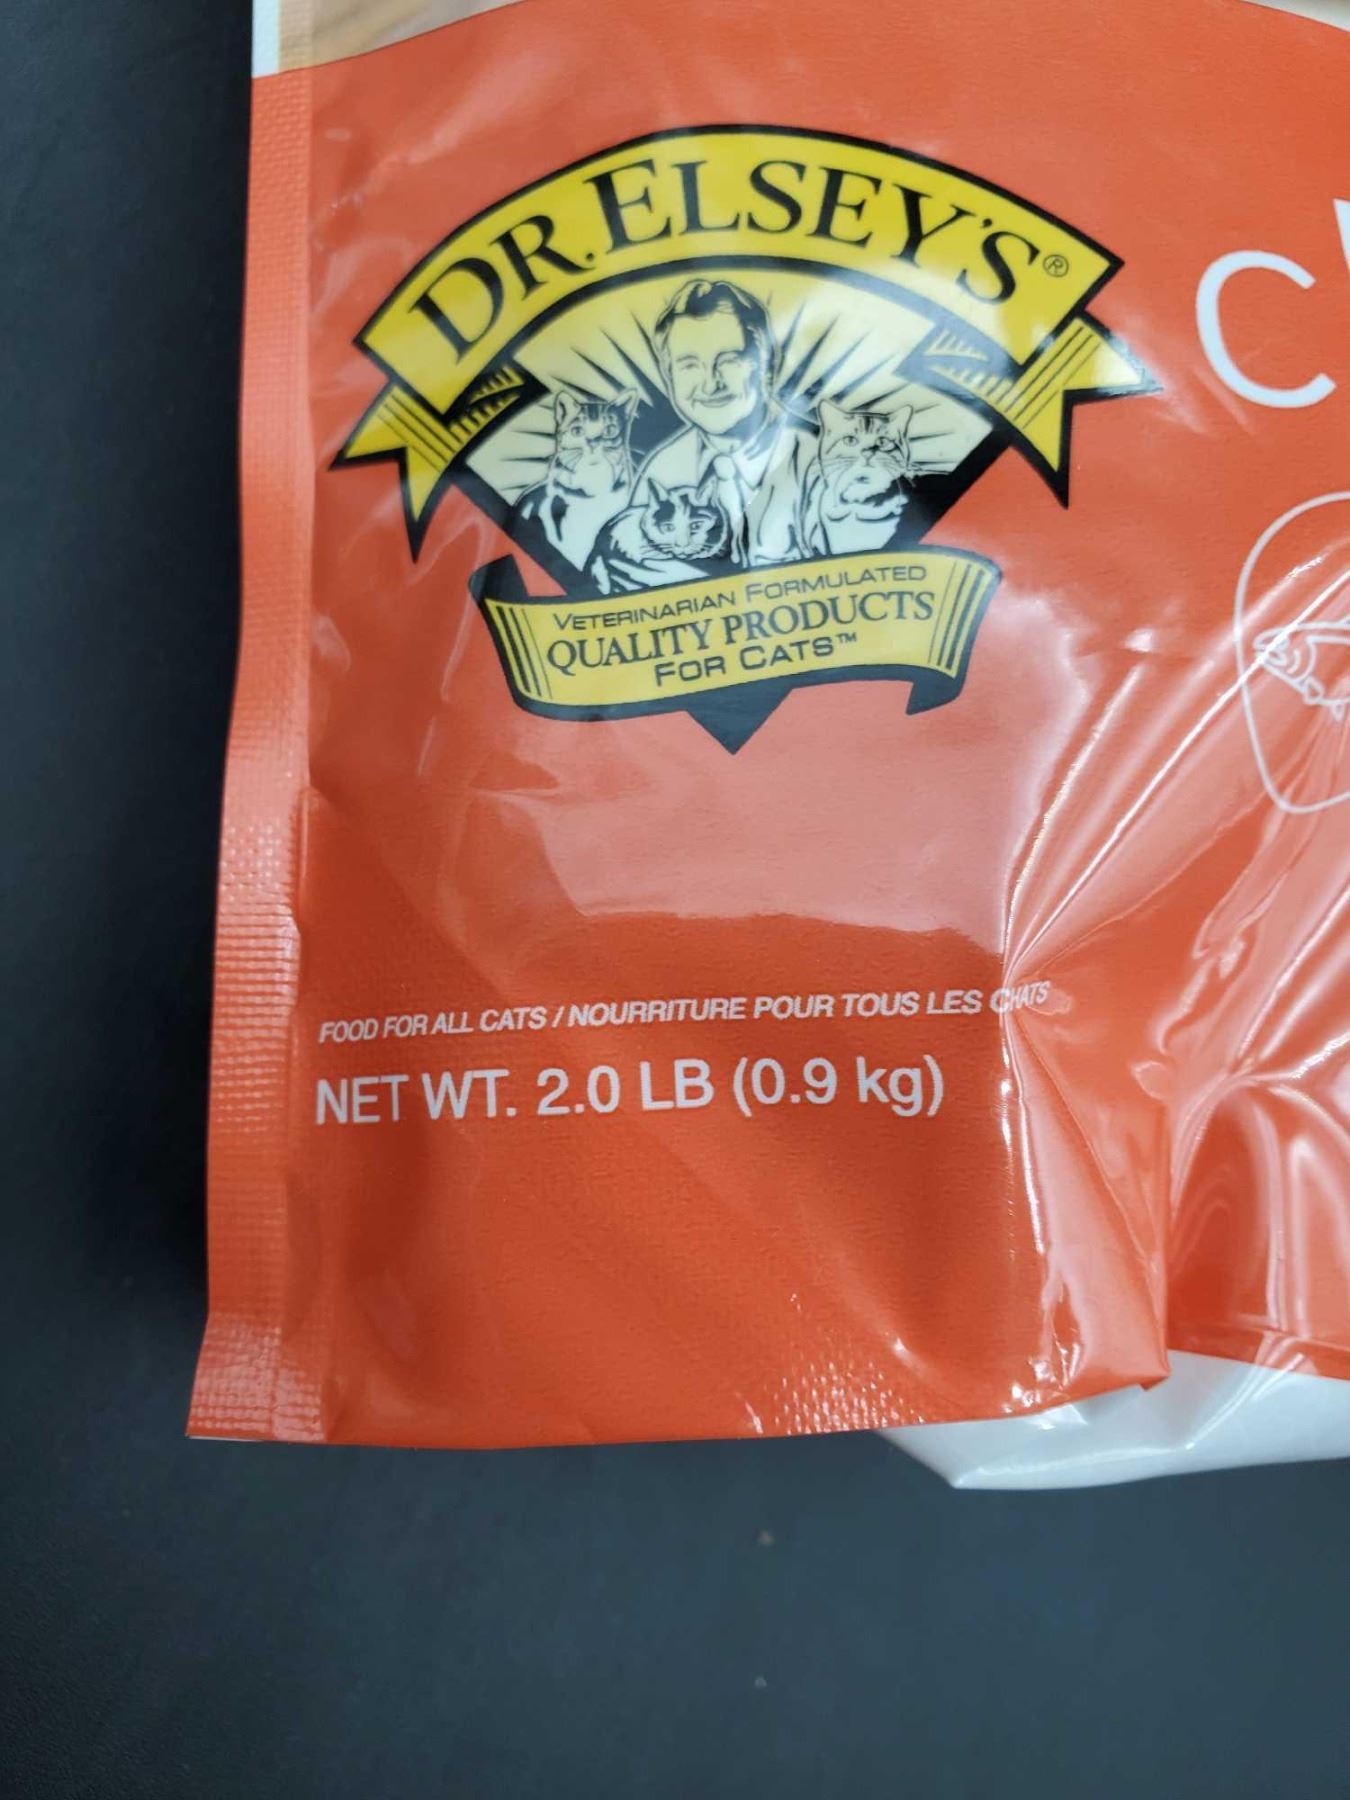 DR. ELSEY'S®
VETERINARIAN FORMULATED
QUALITY PRODUCTS
FOR CATS™
FOOD FOR ALL CATS / NOURRITURE POUR TOUS LES CHATS
NET WT. 2.0 LB (0.9 kg)